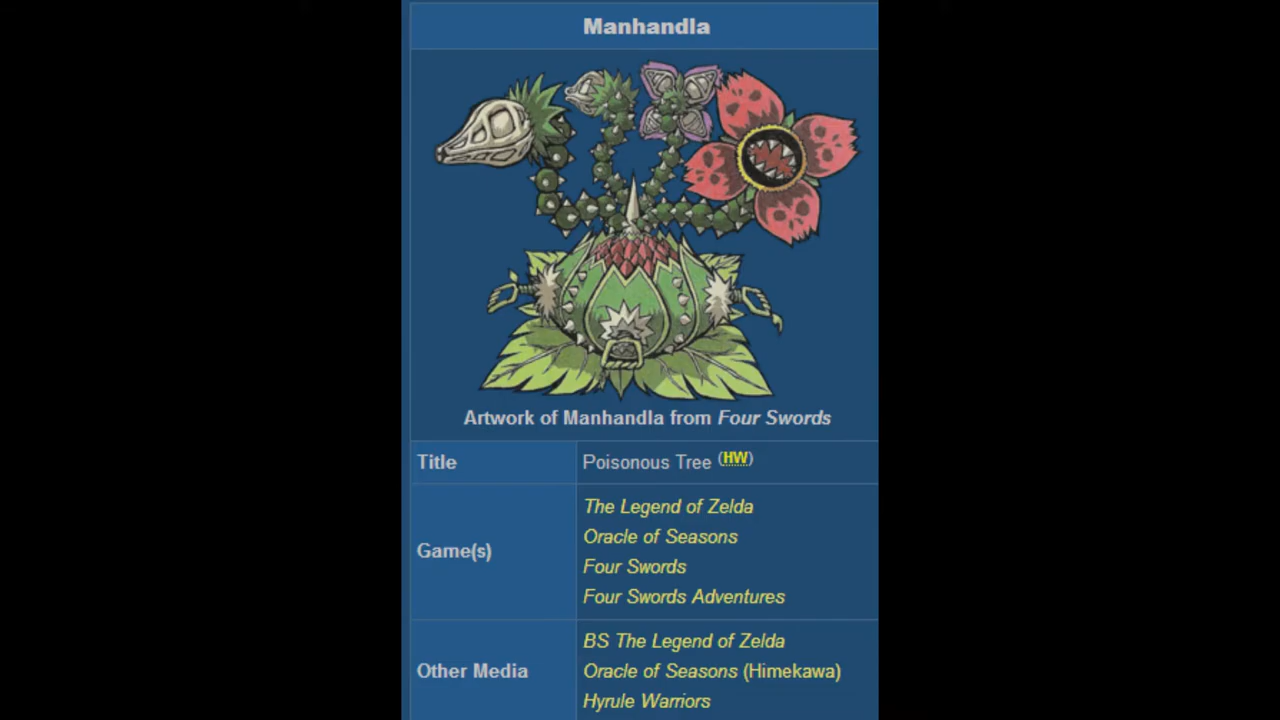 Manhandla
Artwork of Manhandla from Four Swords
Title
Poisonous Tree (HW)
Game(s)
The Legend of Zelda
Oracle of Seasons
Four Swords
Four Swords Adventures
Other Media
BS The Legend of Zelda
Oracle of Seasons (Himekawa)
Hyrule Warriors